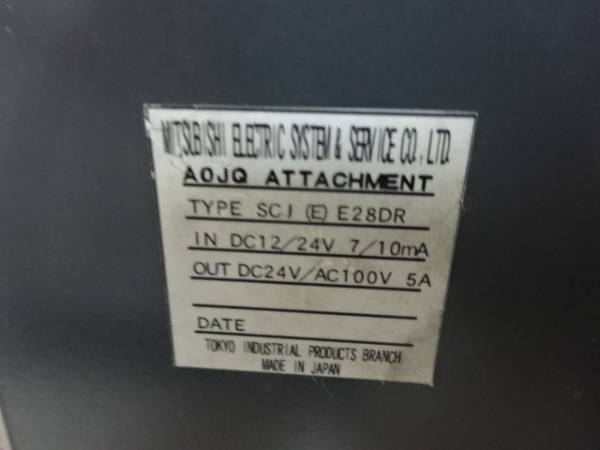 MITSUBISHI ELECTRIC SYSTEM & SERVICE CO., LTD.
A0JQ ATTACHMENT
TYPE SCJ (E) E28DR
IN DC12/24V 7/10mA
OUT DC24V/AC100V 5A
DATE
TOKYO INDUSTRIAL PRODUCTS BRANCH
MADE IN JAPAN